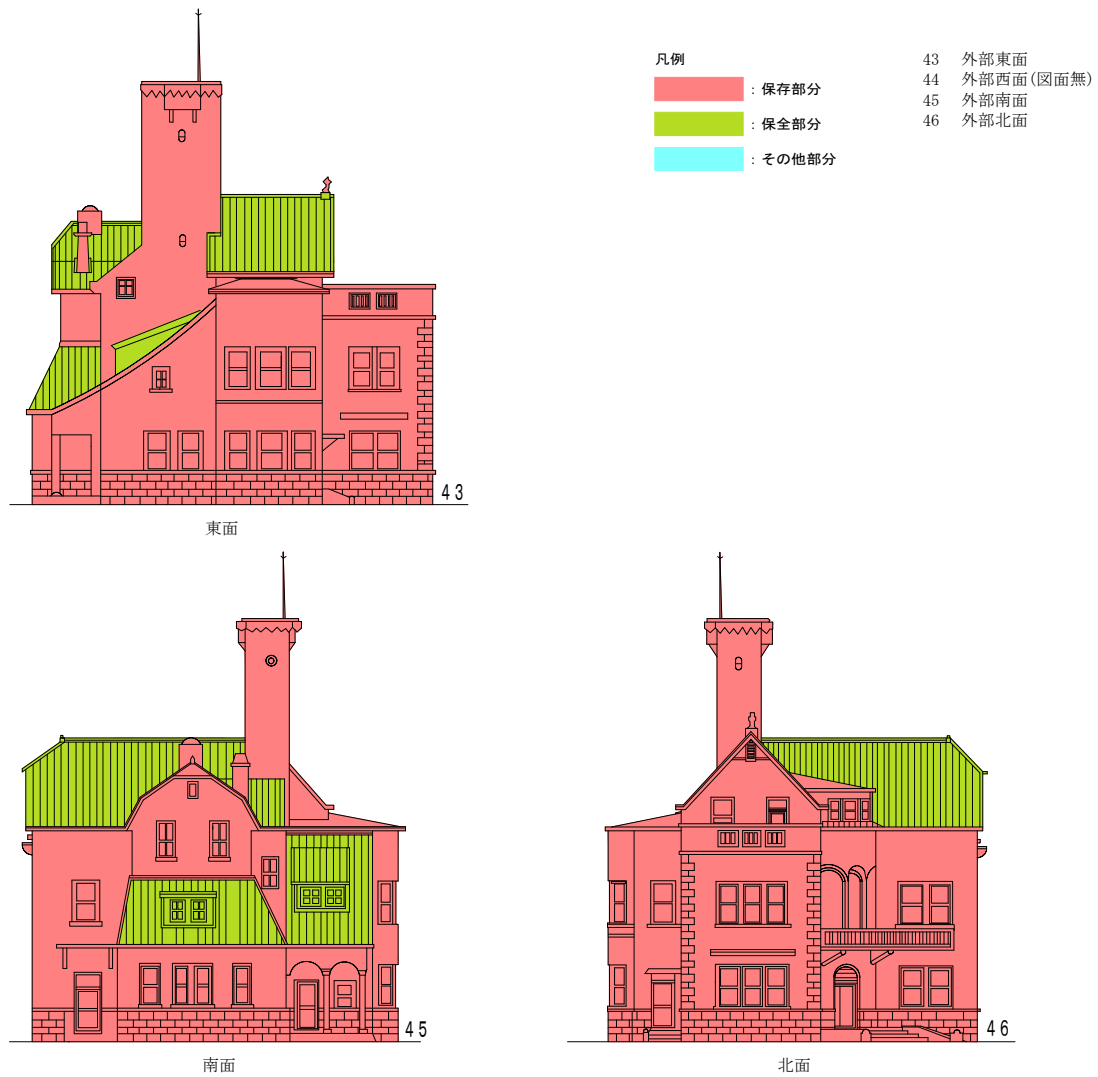 凡例
：保存部分
：保全部分
：その他部分
43 外部東面
44 外部西面(図面無)
45 外部南面
46 外部北面
43
東面
45
南面
46
北面